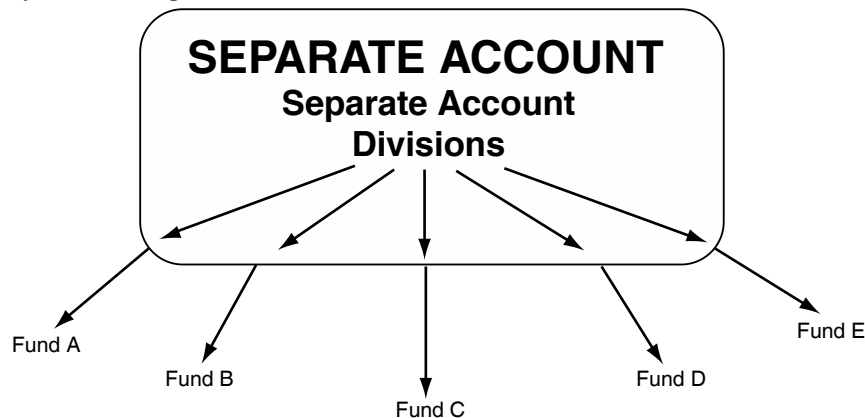 SEPARATE ACCOUNT
Separate Account
Divisions
Fund A
Fund B
Fund C
Fund D
Fund E